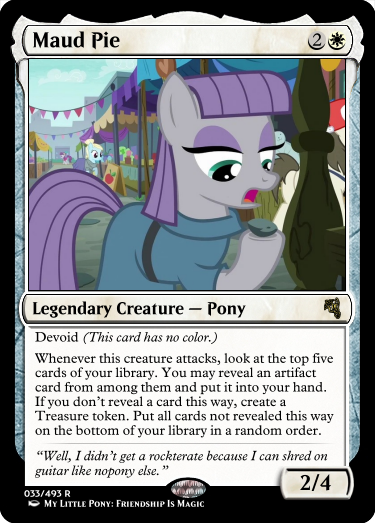 Maud Pie 2
Legendary Creature — Pony
Devoid (This card has no color.)
Whenever this creature attacks, look at the top five
cards of your library. You may reveal an artifact
card from among them and put it into your hand.
If you don't reveal a card this way, create a
Treasure token. Put all cards not revealed this way
on the bottom of your library in a random order.
“Well, I didn't get a rockterate because I can shred on
guitar like nopony else.”
2/4
033/493 R
My Little Pony: Friendship Is Magic